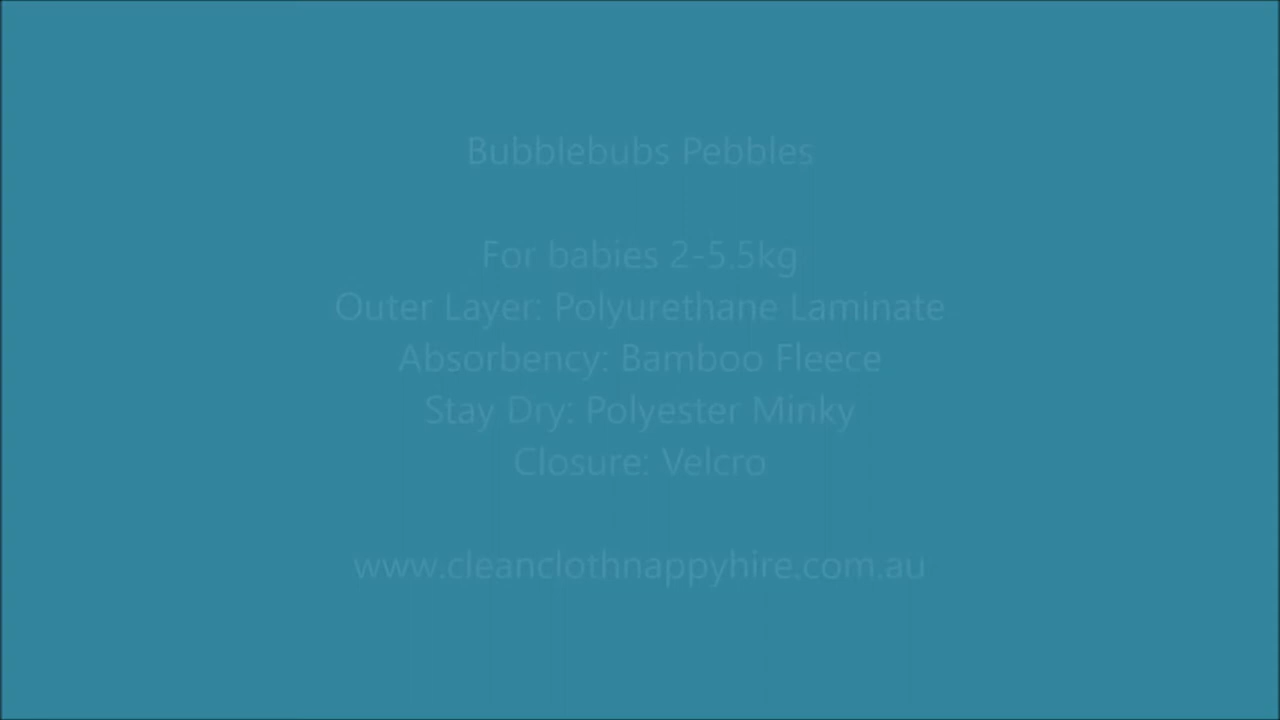 Bubblebubs Pebbles
For babies 2-5.5kg
Outer Layer: Polyurethane Laminate
Absorbency: Bamboo Fleece
Stay Dry: Polyester Minky
Closure: Velcro
www.cleanclothnappyhire.com.au